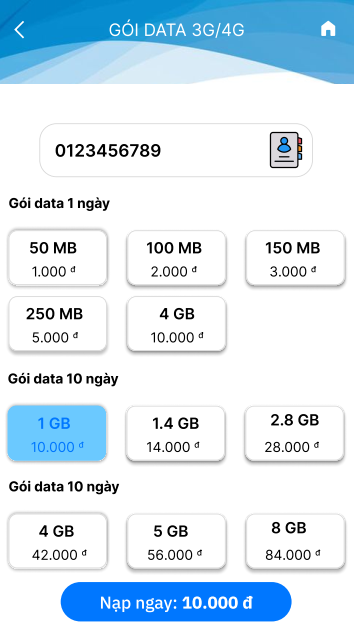 GÓI DATA 3G/4G
0123456789
Gói data 1 ngày
50 MB 100 MB 150 MB
1.000 đ 2.000 đ 3.000 đ
250 MB 4 GB
5.000 đ 10.000 đ
Gói data 10 ngày
1 GB 1.4 GB 2.8 GB
10.000 đ 14.000 đ 28.000 đ
Gói data 10 ngày
4 GB 5 GB 8 GB
42.000 đ 56.000 đ 84.000 đ
Nạp ngay: 10.000 đ